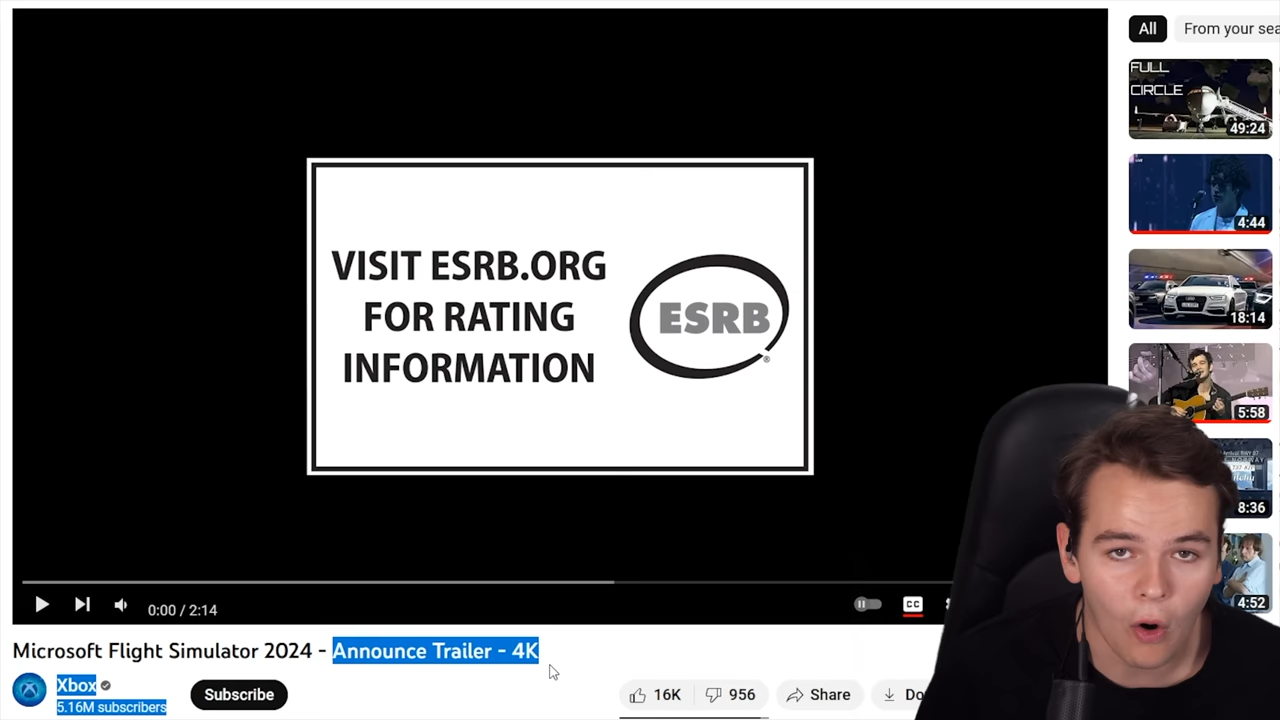 All
From your sea
FULL
CIRCLE
49:24
4:44
18:14
5:58
8:36
4:52
VISIT ESRB.ORG
FOR RATING
INFORMATION
ESRB
®
0:00 / 2:14
CC
Microsoft Flight Simulator 2024 - Announce Trailer - 4K
Xbox
5.16M subscribers
Subscribe
16K
956
Share
Do